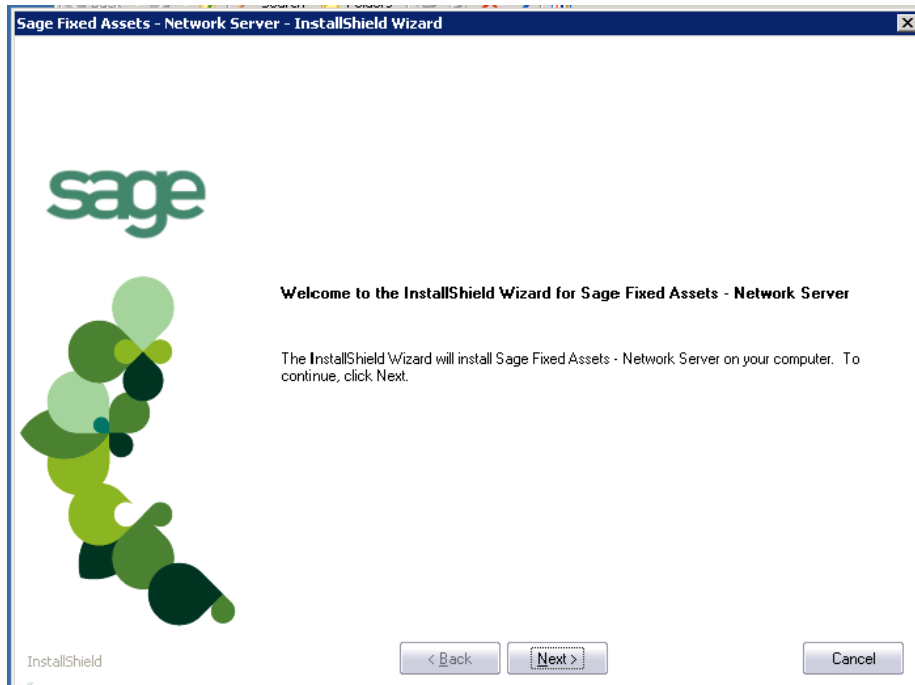 Sage Fixed Assets - Network Server - InstallShield Wizard
sage
Welcome to the InstallShield Wizard for Sage Fixed Assets - Network Server
The InstallShield Wizard will install Sage Fixed Assets - Network Server on your computer. To
continue, click Next.
InstallShield
< Back
Next >
Cancel